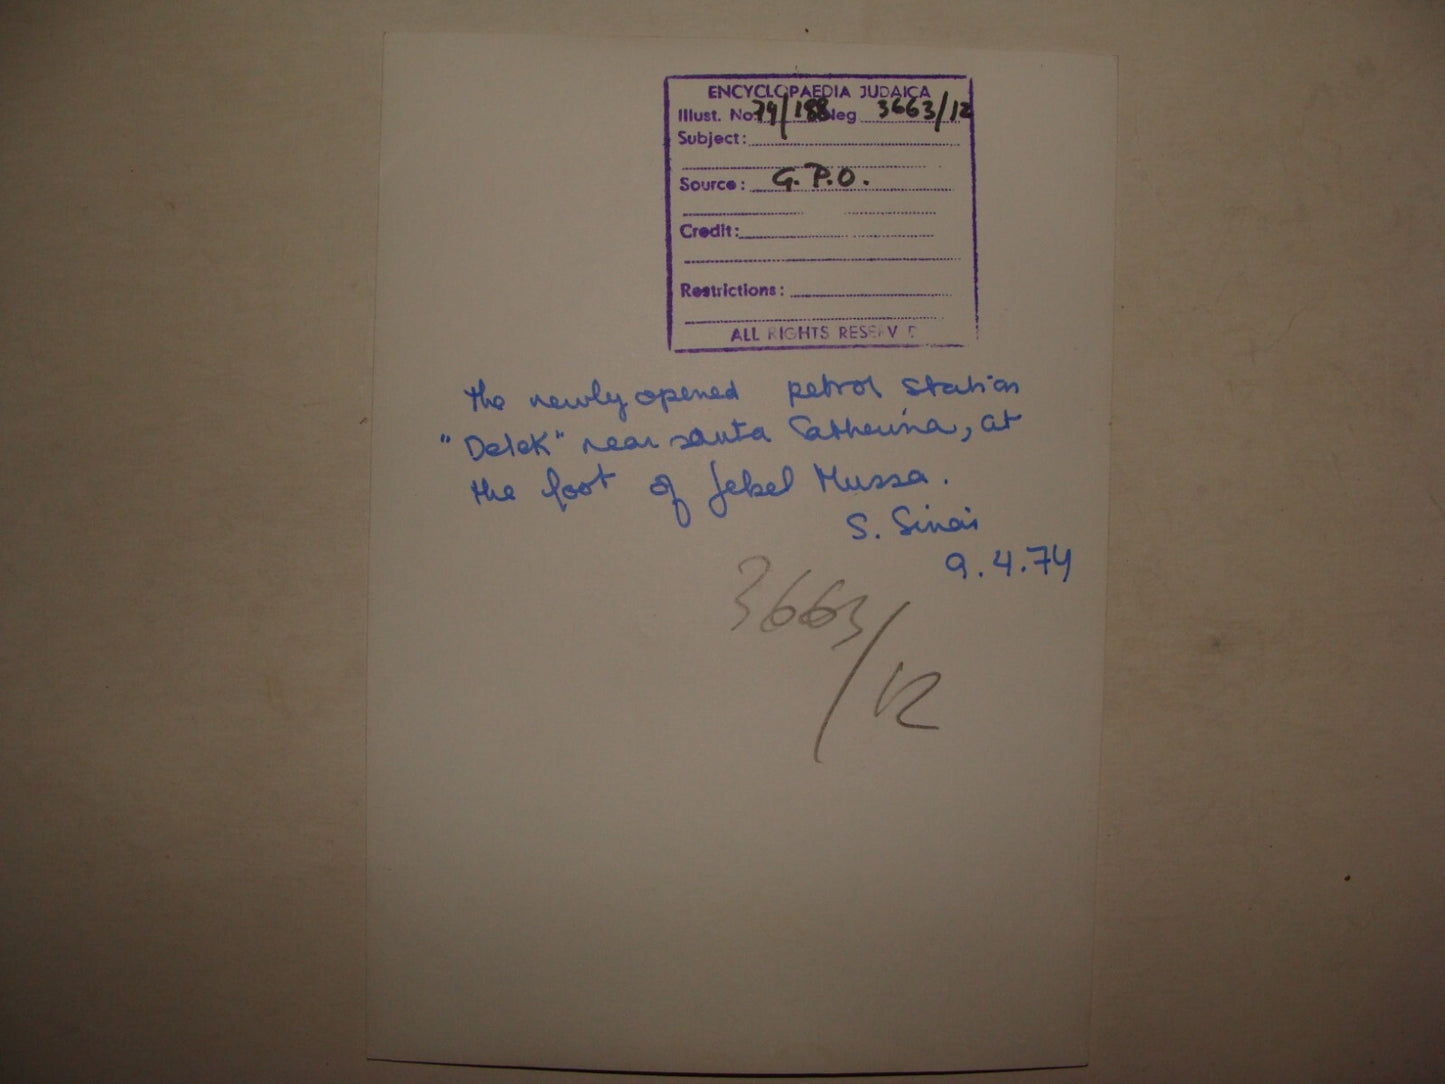 ENCYCLOPAEDIA JUDAICA
Illust. No. 74/188 Neg 3663/12
Subject:
Source: G.P.O.
Credit:
Restrictions:
ALL RIGHTS RESERVED
The newly opened petrol station
"Delek" near santa Catherina, at
the foot of Jebel Mussa.
S. Sinai
9.4.74
3663/12